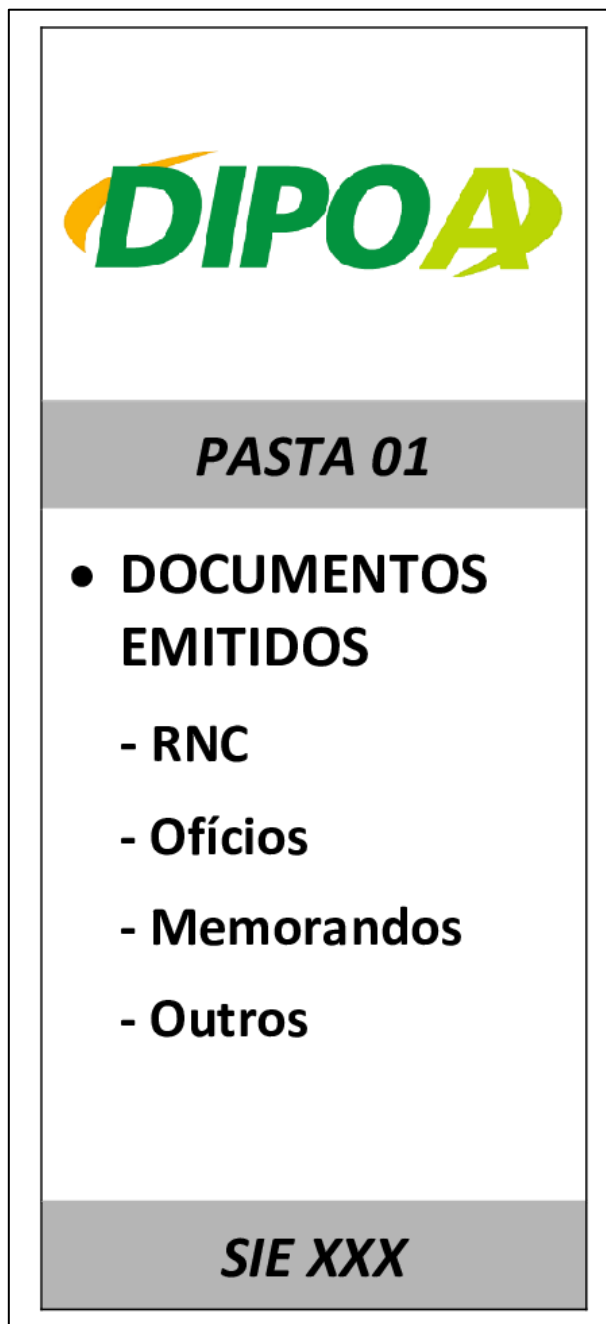 DIPOA
PASTA 01
• DOCUMENTOS
EMITIDOS
- RNC
- Ofícios
- Memorandos
- Outros
SIE XXX